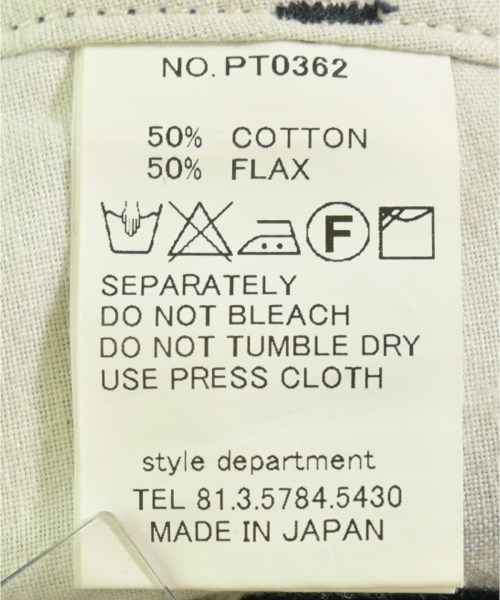 NO. PT0362
50% COTTON
50% FLAX
F
SEPARATELY
DO NOT BLEACH
DO NOT TUMBLE DRY
USE PRESS CLOTH
style department
TEL 81.3.5784.5430
MADE IN JAPAN